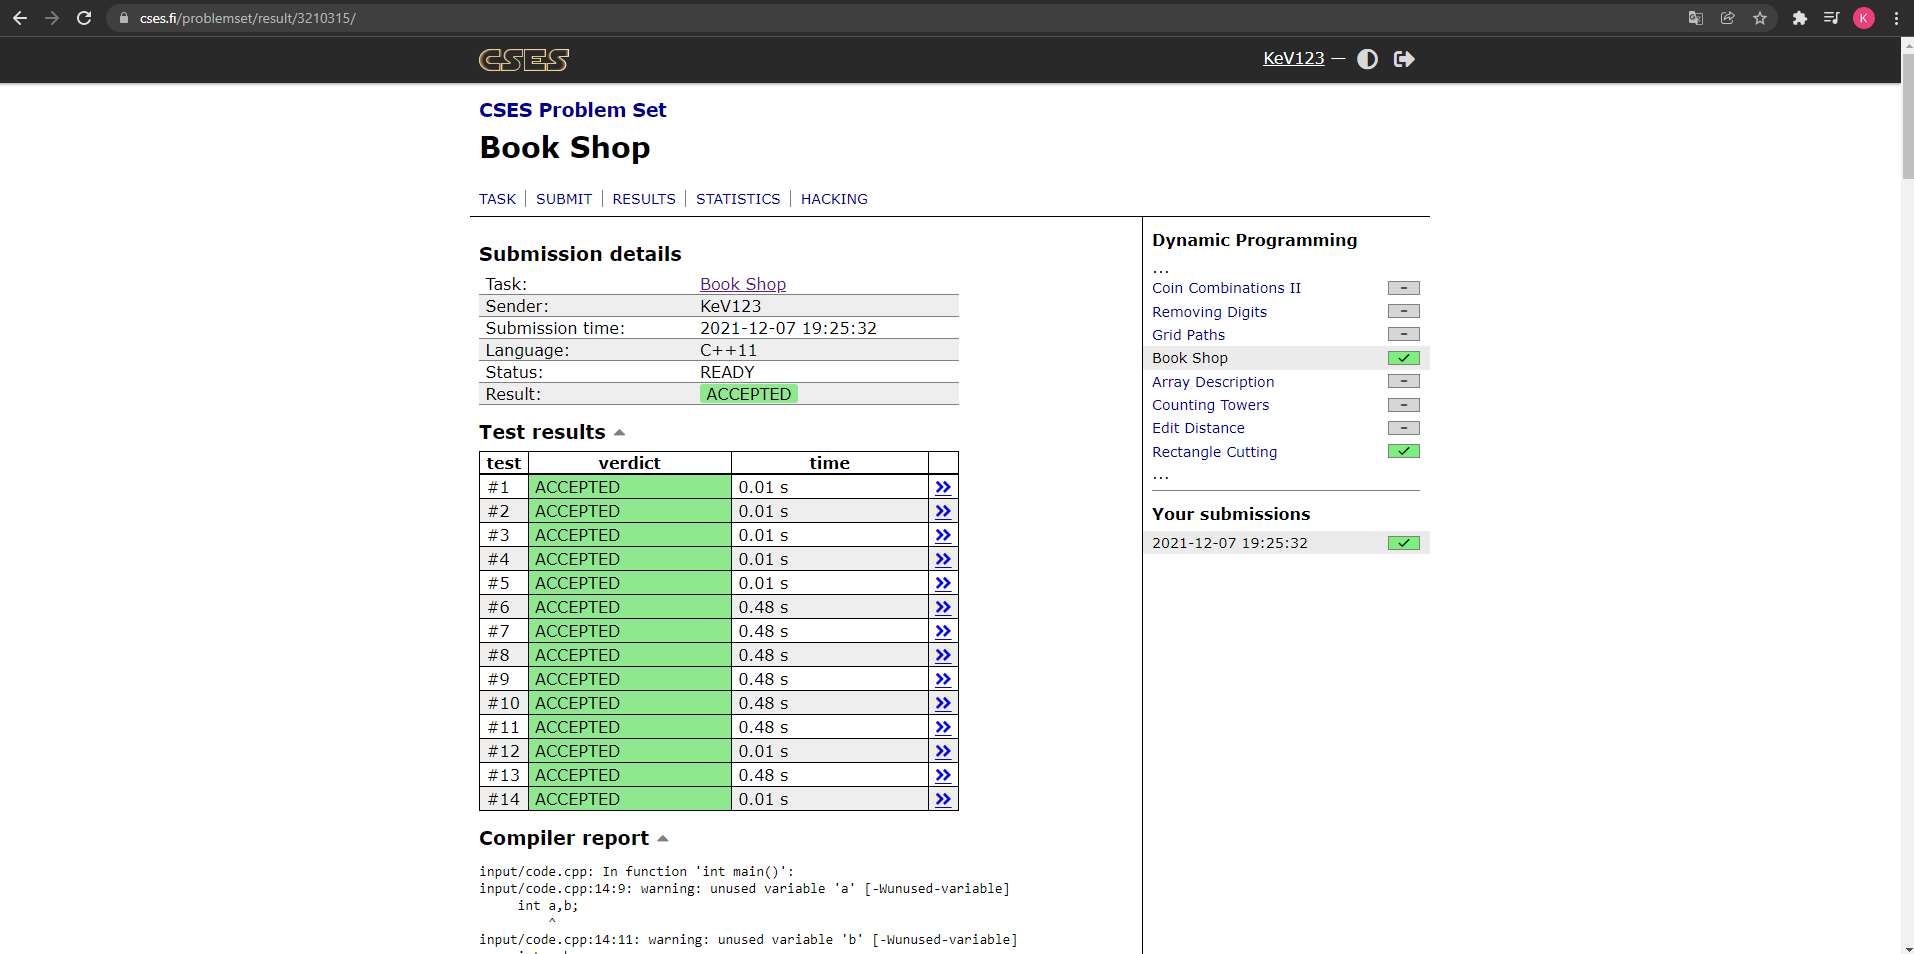 cses.fi/problemset/result/3210315/
K
CSES
KeV123 —
CSES Problem Set
Book Shop
TASK | SUBMIT | RESULTS | STATISTICS | HACKING
Submission details
Task: Book Shop
Sender: KeV123
Submission time: 2021-12-07 19:25:32
Language: C++11
Status: READY
Result: ACCEPTED
Test results
test verdict time
#1 ACCEPTED 0.01 s »
#2 ACCEPTED 0.01 s »
#3 ACCEPTED 0.01 s »
#4 ACCEPTED 0.01 s »
#5 ACCEPTED 0.01 s »
#6 ACCEPTED 0.48 s »
#7 ACCEPTED 0.48 s »
#8 ACCEPTED 0.48 s »
#9 ACCEPTED 0.48 s »
#10 ACCEPTED 0.48 s »
#11 ACCEPTED 0.48 s »
#12 ACCEPTED 0.01 s »
#13 ACCEPTED 0.48 s »
#14 ACCEPTED 0.01 s »
Compiler report
input/code.cpp: In function 'int main()':
input/code.cpp:14:9: warning: unused variable 'a' [-Wunused-variable]
int a,b;
^
input/code.cpp:14:11: warning: unused variable 'b' [-Wunused-variable]
Dynamic Programming
...
Coin Combinations II –
Removing Digits –
Grid Paths –
Book Shop ✓
Array Description –
Counting Towers –
Edit Distance –
Rectangle Cutting ✓
...
Your submissions
2021-12-07 19:25:32 ✓